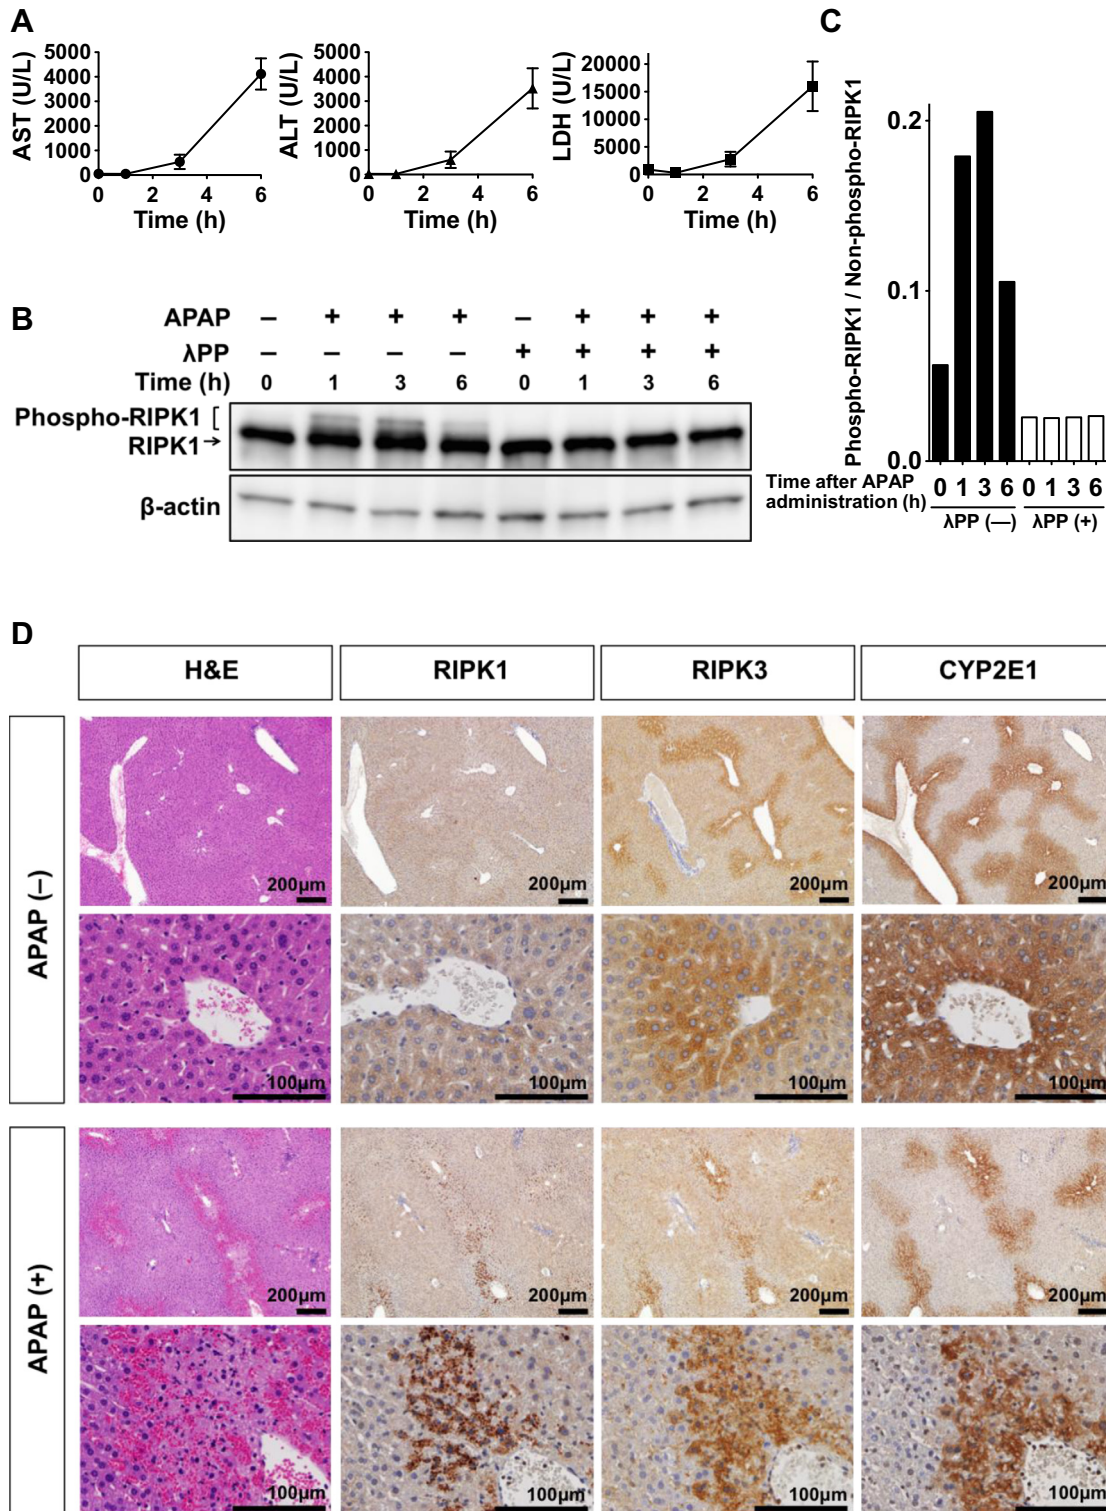 A
AST (U/L)
5000
4000
3000
2000
1000
0
0 2 4 6
Time (h)
ALT (U/L)
5000
4000
3000
2000
1000
0
0 2 4 6
Time (h)
LDH (U/L)
20000
15000
10000
5000
0
0 2 4 6
Time (h)
B
APAP – + + + – + + +
λPP – – – – + + + +
Time (h) 0 1 3 6 0 1 3 6
Phospho-RIPK1 [
RIPK1→
β-actin
C
Phospho-RIPK1 / Non-phospho-RIPK1
0.2
0.1
0.0
Time after APAP
administration (h)
0 1 3 6 0 1 3 6
λPP (—) λPP (+)
D
H&E RIPK1 RIPK3 CYP2E1
APAP (–)
200μm 200μm 200μm 200μm
100μm 100μm 100μm 100μm
APAP (+)
200μm 200μm 200μm 200μm
100μm 100μm 100μm 100μm